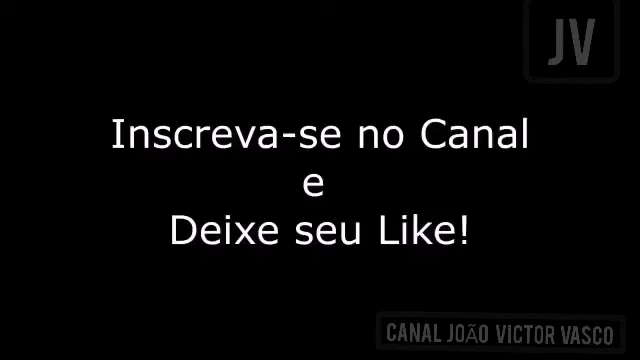 JV
Inscreva-se no Canal
e
Deixe seu Like!
CANAL JOÃO VICTOR VASCO